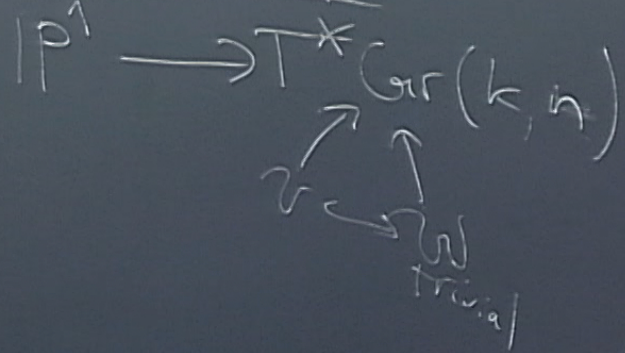 ℙ¹ → T*Gr(k,n)
𝒱 ↪ 𝒲
trivial